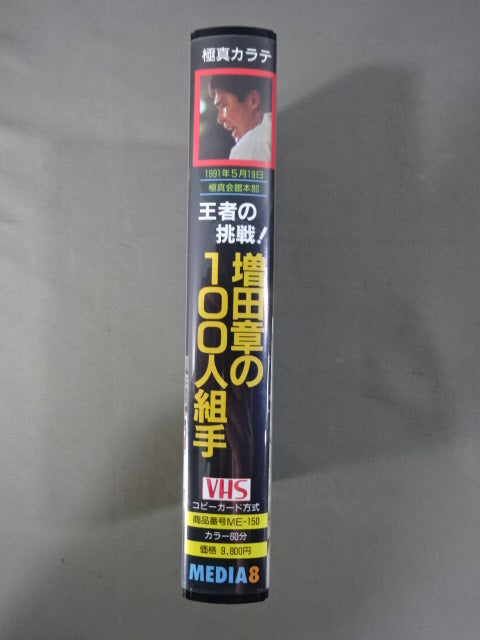 極真カラテ
1991年5月19日
極真会館本部
王者の
挑戦!
増田章の
100人組手
VHS
コピーガード方式
商品番号ME-150
カラー60分
価格 9,800円
MEDIA8